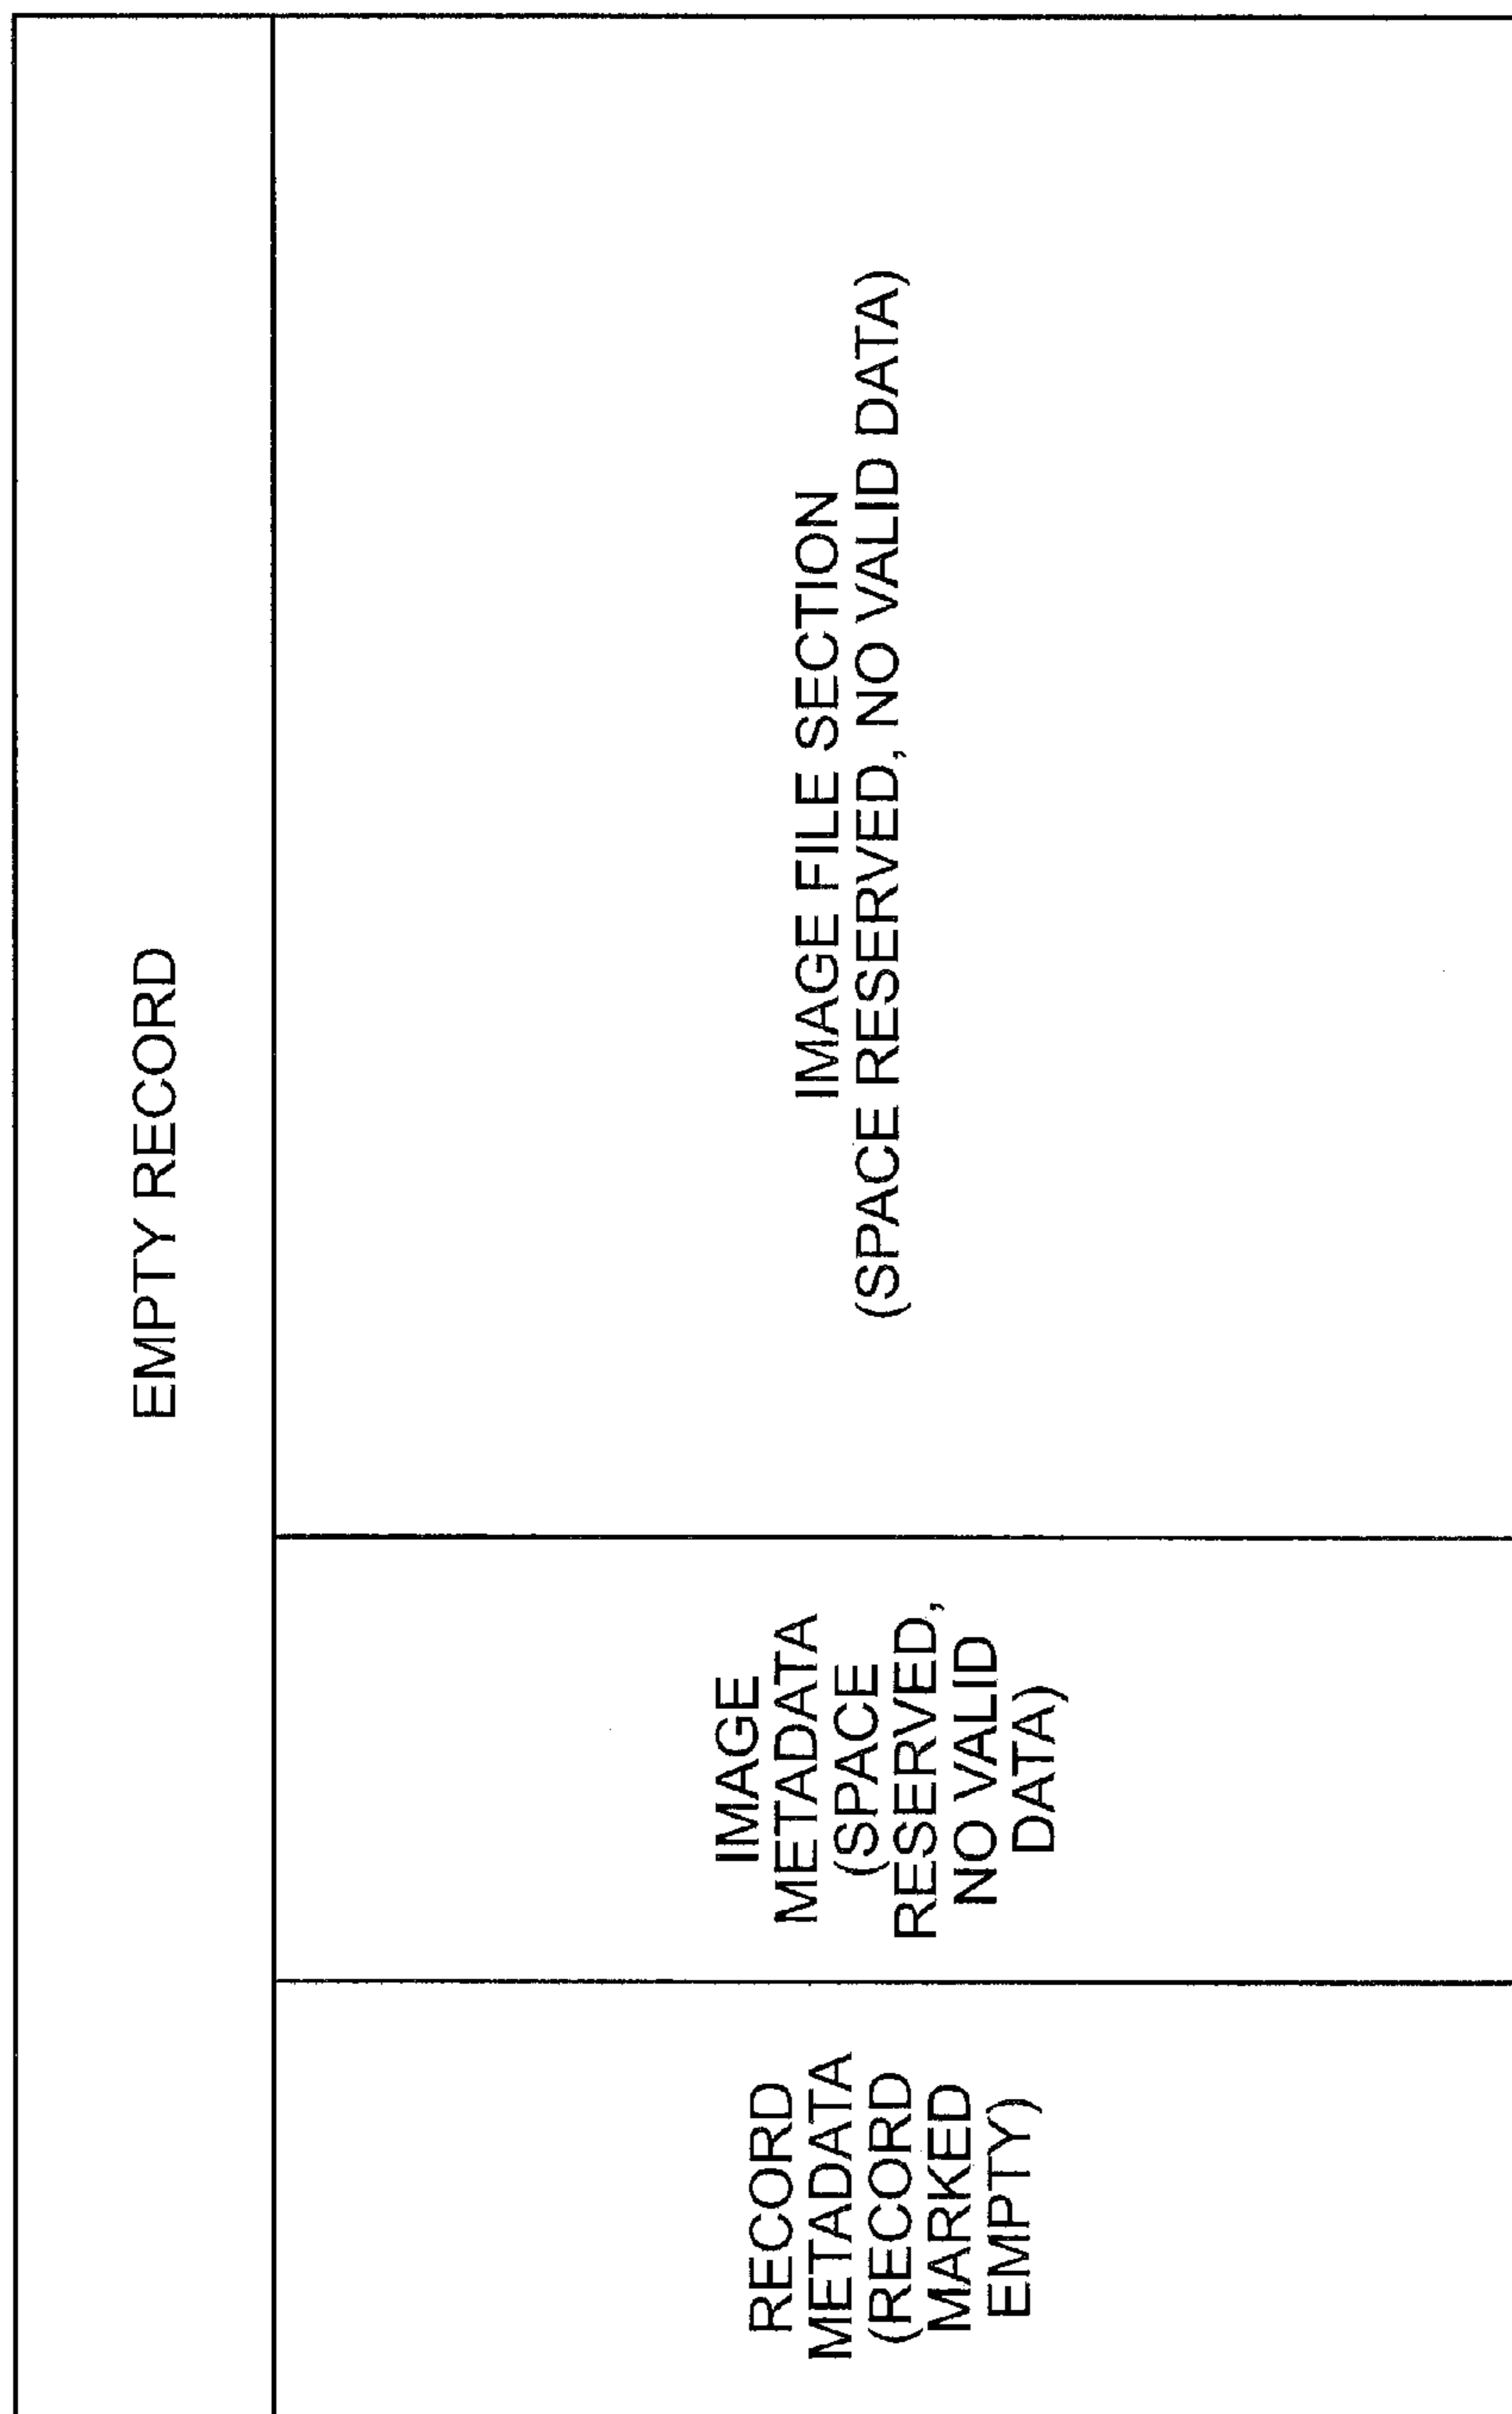 EMPTY RECORD
RECORD
METADATA
(RECORD
MARKED
EMPTY)
IMAGE
METADATA
(SPACE
RESERVED,
NO VALID
DATA)
IMAGE FILE SECTION
(SPACE RESERVED, NO VALID DATA)